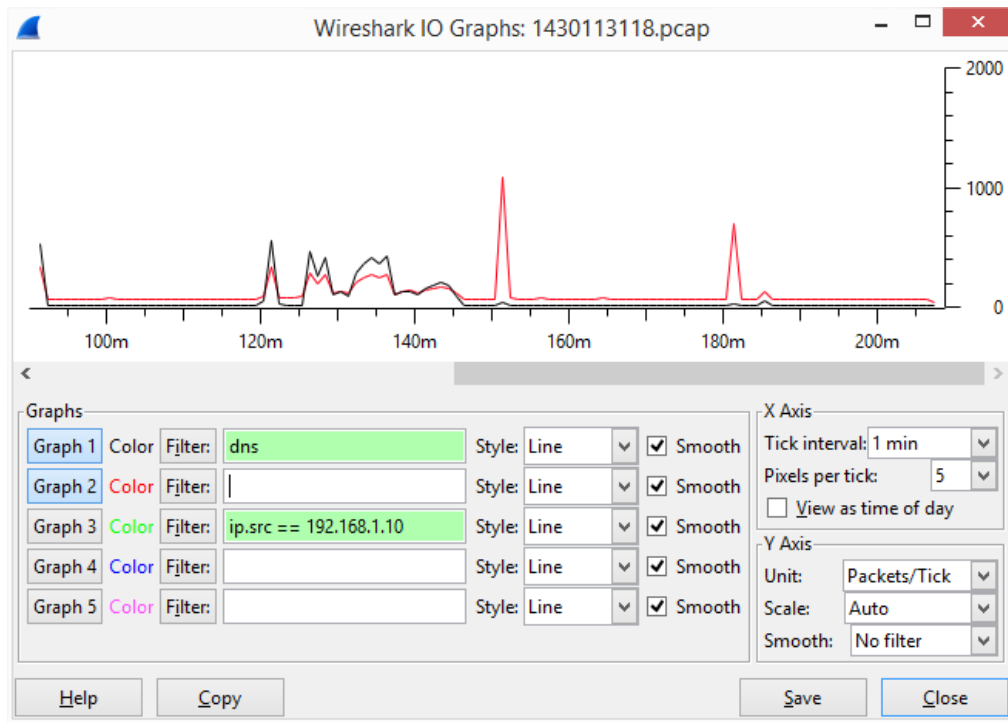 Wireshark IO Graphs: 1430113118.pcap
2000
1000
0
100m 120m 140m 160m 180m 200m
Graphs
Graph 1 Color Filter: dns Style: Line Smooth
Graph 2 Color Filter: Style: Line Smooth
Graph 3 Color Filter: ip.src == 192.168.1.10 Style: Line Smooth
Graph 4 Color Filter: Style: Line Smooth
Graph 5 Color Filter: Style: Line Smooth
X Axis
Tick interval: 1 min
Pixels per tick: 5
View as time of day
Y Axis
Unit: Packets/Tick
Scale: Auto
Smooth: No filter
Help Copy Save Close